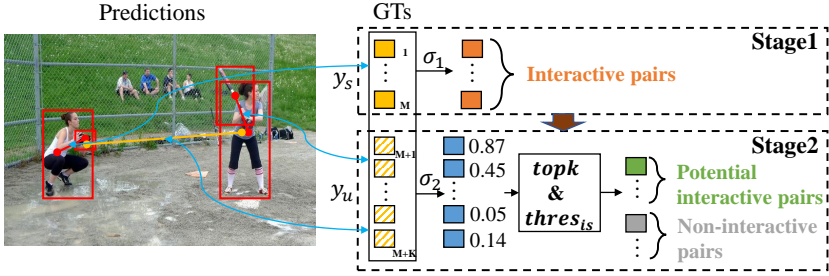 Predictions
GTs
Stage1
y_s
1
M
σ_1
Interactive pairs
Stage2
y_u
M+1
M+K
σ_2
0.87
0.45
0.05
0.14
topk
&
thres_is
Potential
interactive pairs
Non-interactive
pairs